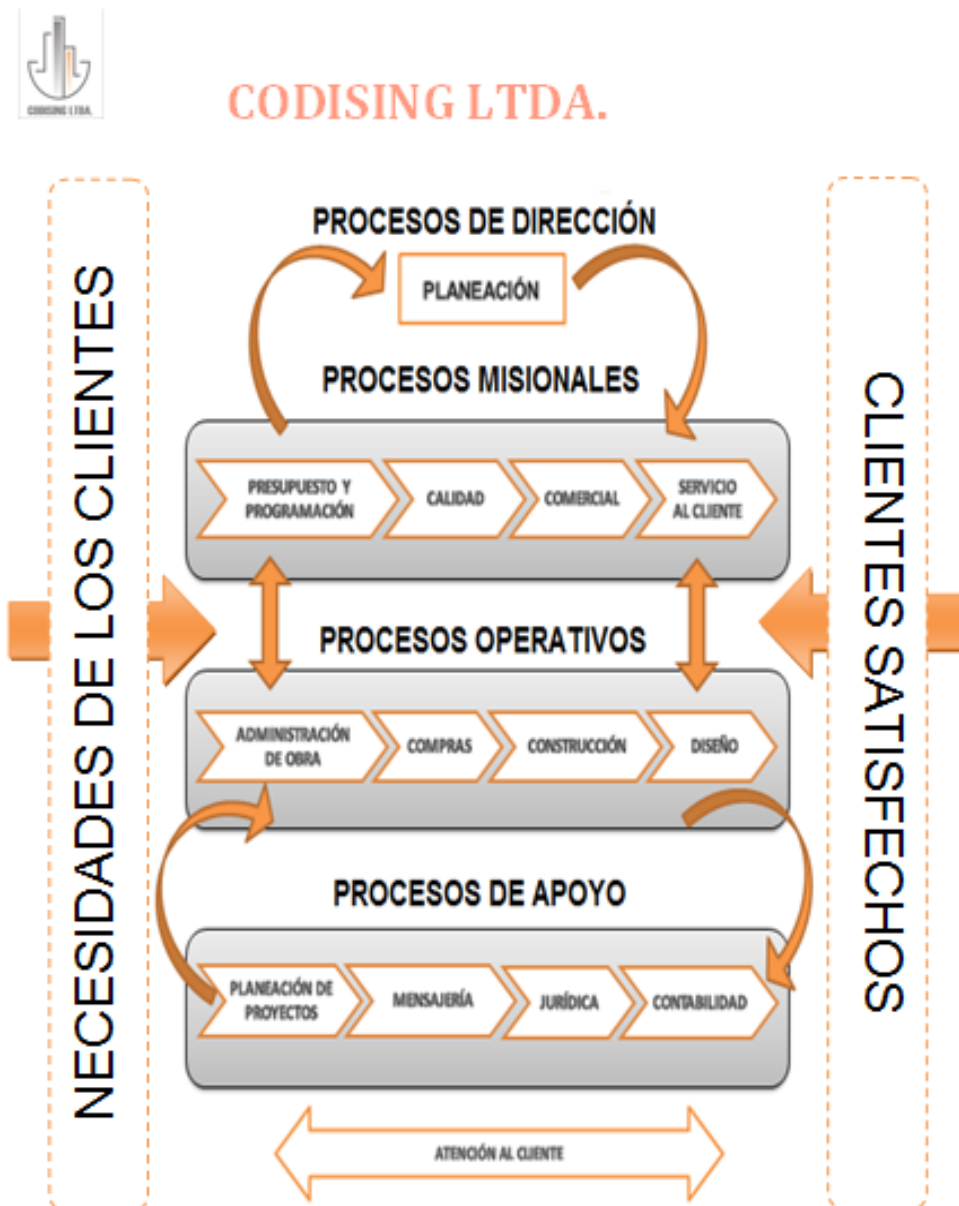 CODISING LTDA.
CODISING LTDA.
NECESIDADES DE LOS CLIENTES
PROCESOS DE DIRECCIÓN
PLANEACIÓN
PROCESOS MISIONALES
PRESUPUESTO Y
PROGRAMACIÓN
CALIDAD
COMERCIAL
SERVICIO
AL CLIENTE
PROCESOS OPERATIVOS
ADMINISTRACIÓN
DE OBRA
COMPRAS
CONSTRUCCIÓN
DISEÑO
PROCESOS DE APOYO
PLANEACIÓN DE
PROYECTOS
MENSAJERÍA
JURÍDICA
CONTABILIDAD
ATENCIÓN AL CLIENTE
CLIENTES SATISFECHOS